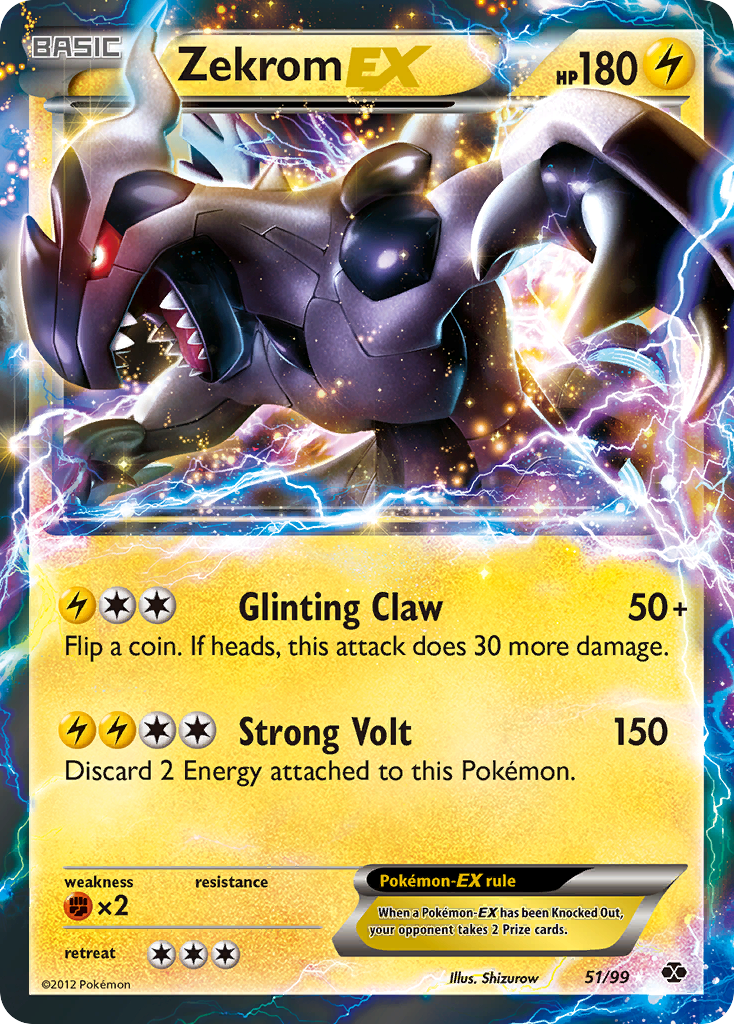 BASIC
Zekrom EX
HP 180
Glinting Claw 50+
Flip a coin. If heads, this attack does 30 more damage.
Strong Volt 150
Discard 2 Energy attached to this Pokémon.
weakness resistance
×2
retreat
Pokémon-EX rule
When a Pokémon-EX has been Knocked Out,
your opponent takes 2 Prize cards.
©2012 Pokémon
Illus. Shizurow
51/99